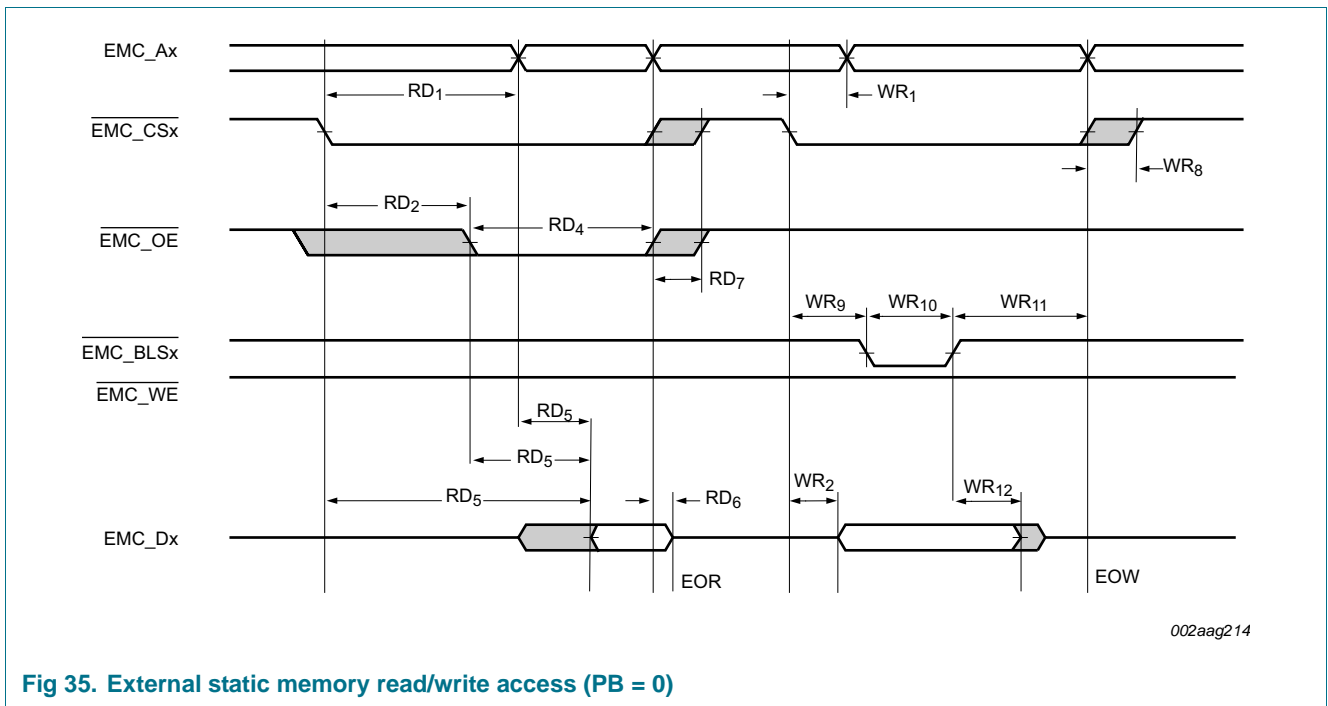 EMC_Ax
RD1
WR1
EMC_CSx
WR8
RD2
RD4
EMC_OE
RD7
WR9
WR10
WR11
EMC_BLSx
EMC_WE
RD5
RD5
RD5
RD6
WR2
WR12
EMC_Dx
EOR
EOW
002aag214
Fig 35. External static memory read/write access (PB = 0)